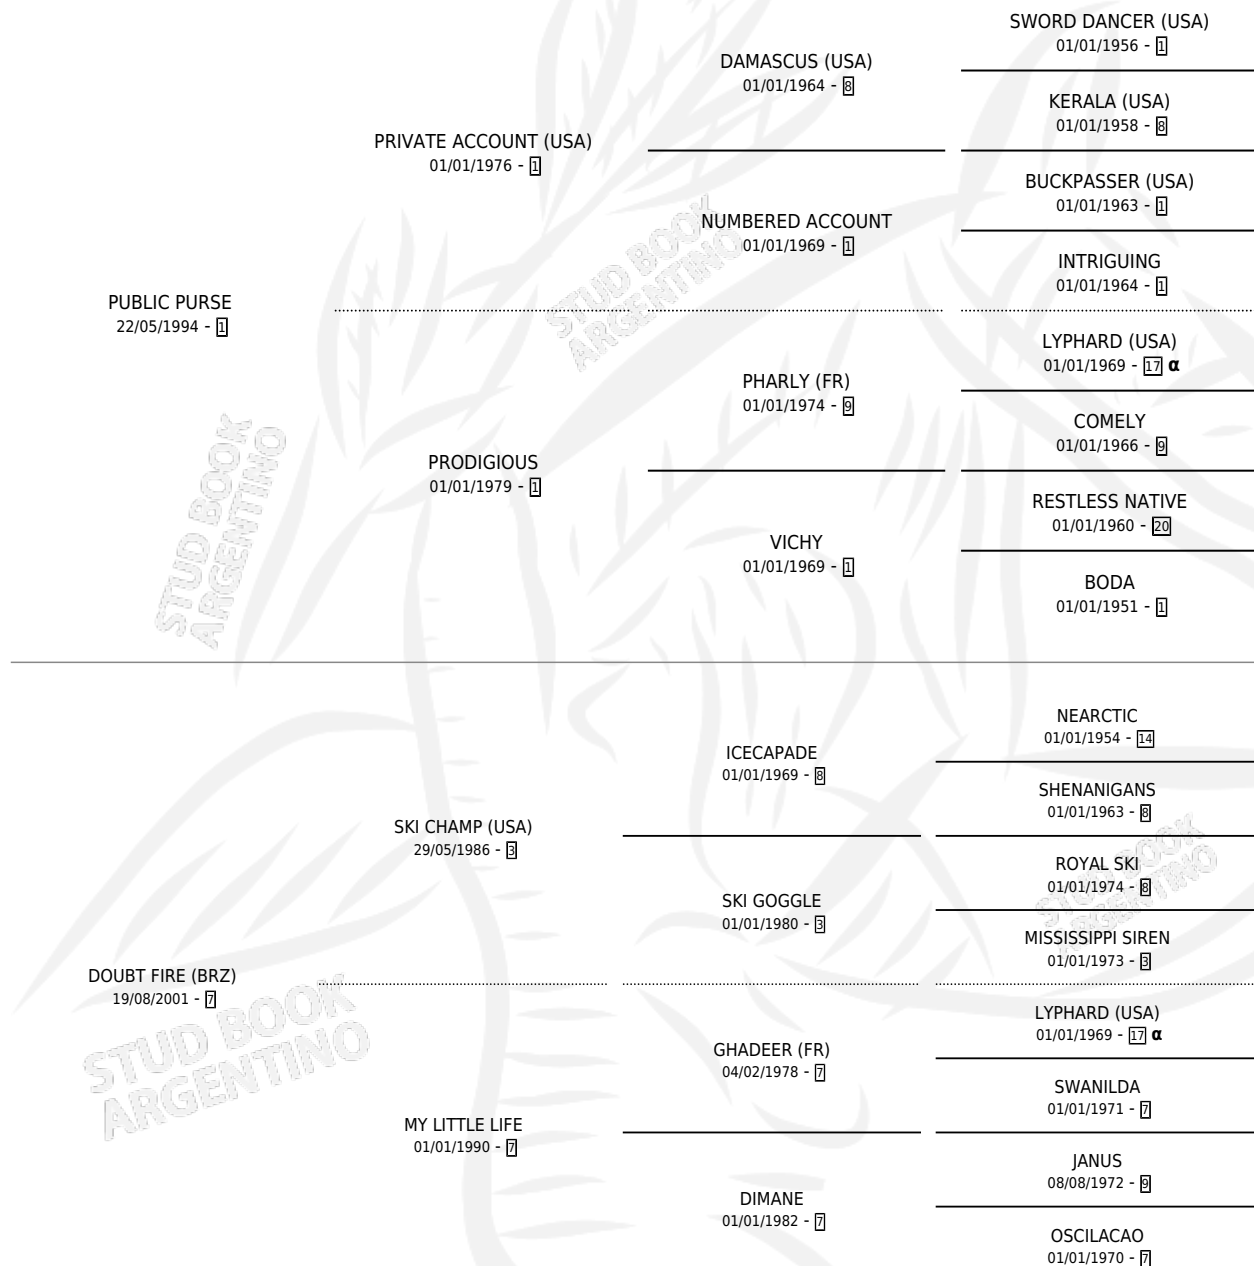 SWORD DANCER (USA)
01/01/1956 - 1
DAMASCUS (USA)
01/01/1964 - 8
KERALA (USA)
01/01/1958 - 8
PRIVATE ACCOUNT (USA)
01/01/1976 - 1
BUCKPASSER (USA)
01/01/1963 - 1
NUMBERED ACCOUNT
01/01/1969 - 1
INTRIGUING
01/01/1964 - 1
PUBLIC PURSE
22/05/1994 - 1
LYPHARD (USA)
01/01/1969 - 17 α
PHARLY (FR)
01/01/1974 - 9
COMELY
01/01/1966 - 9
PRODIGIOUS
01/01/1979 - 1
RESTLESS NATIVE
01/01/1960 - 20
VICHY
01/01/1969 - 1
BODA
01/01/1951 - 1
NEARCTIC
01/01/1954 - 14
ICECAPADE
01/01/1969 - 8
SHENANIGANS
01/01/1963 - 8
SKI CHAMP (USA)
29/05/1986 - 3
ROYAL SKI
01/01/1974 - 8
SKI GOGGLE
01/01/1980 - 3
MISSISSIPPI SIREN
01/01/1973 - 3
DOUBT FIRE (BRZ)
19/08/2001 - 7
LYPHARD (USA)
01/01/1969 - 17 α
GHADEER (FR)
04/02/1978 - 7
SWANILDA
01/01/1971 - 7
MY LITTLE LIFE
01/01/1990 - 7
JANUS
08/08/1972 - 9
DIMANE
01/01/1982 - 7
OSCILACAO
01/01/1970 - 7
STUD BOOK
ARGENTINO
STUD BOOK
ARGENTINO
STUD BOOK
ARGENTINO
STUD BOOK
ARGENTINO